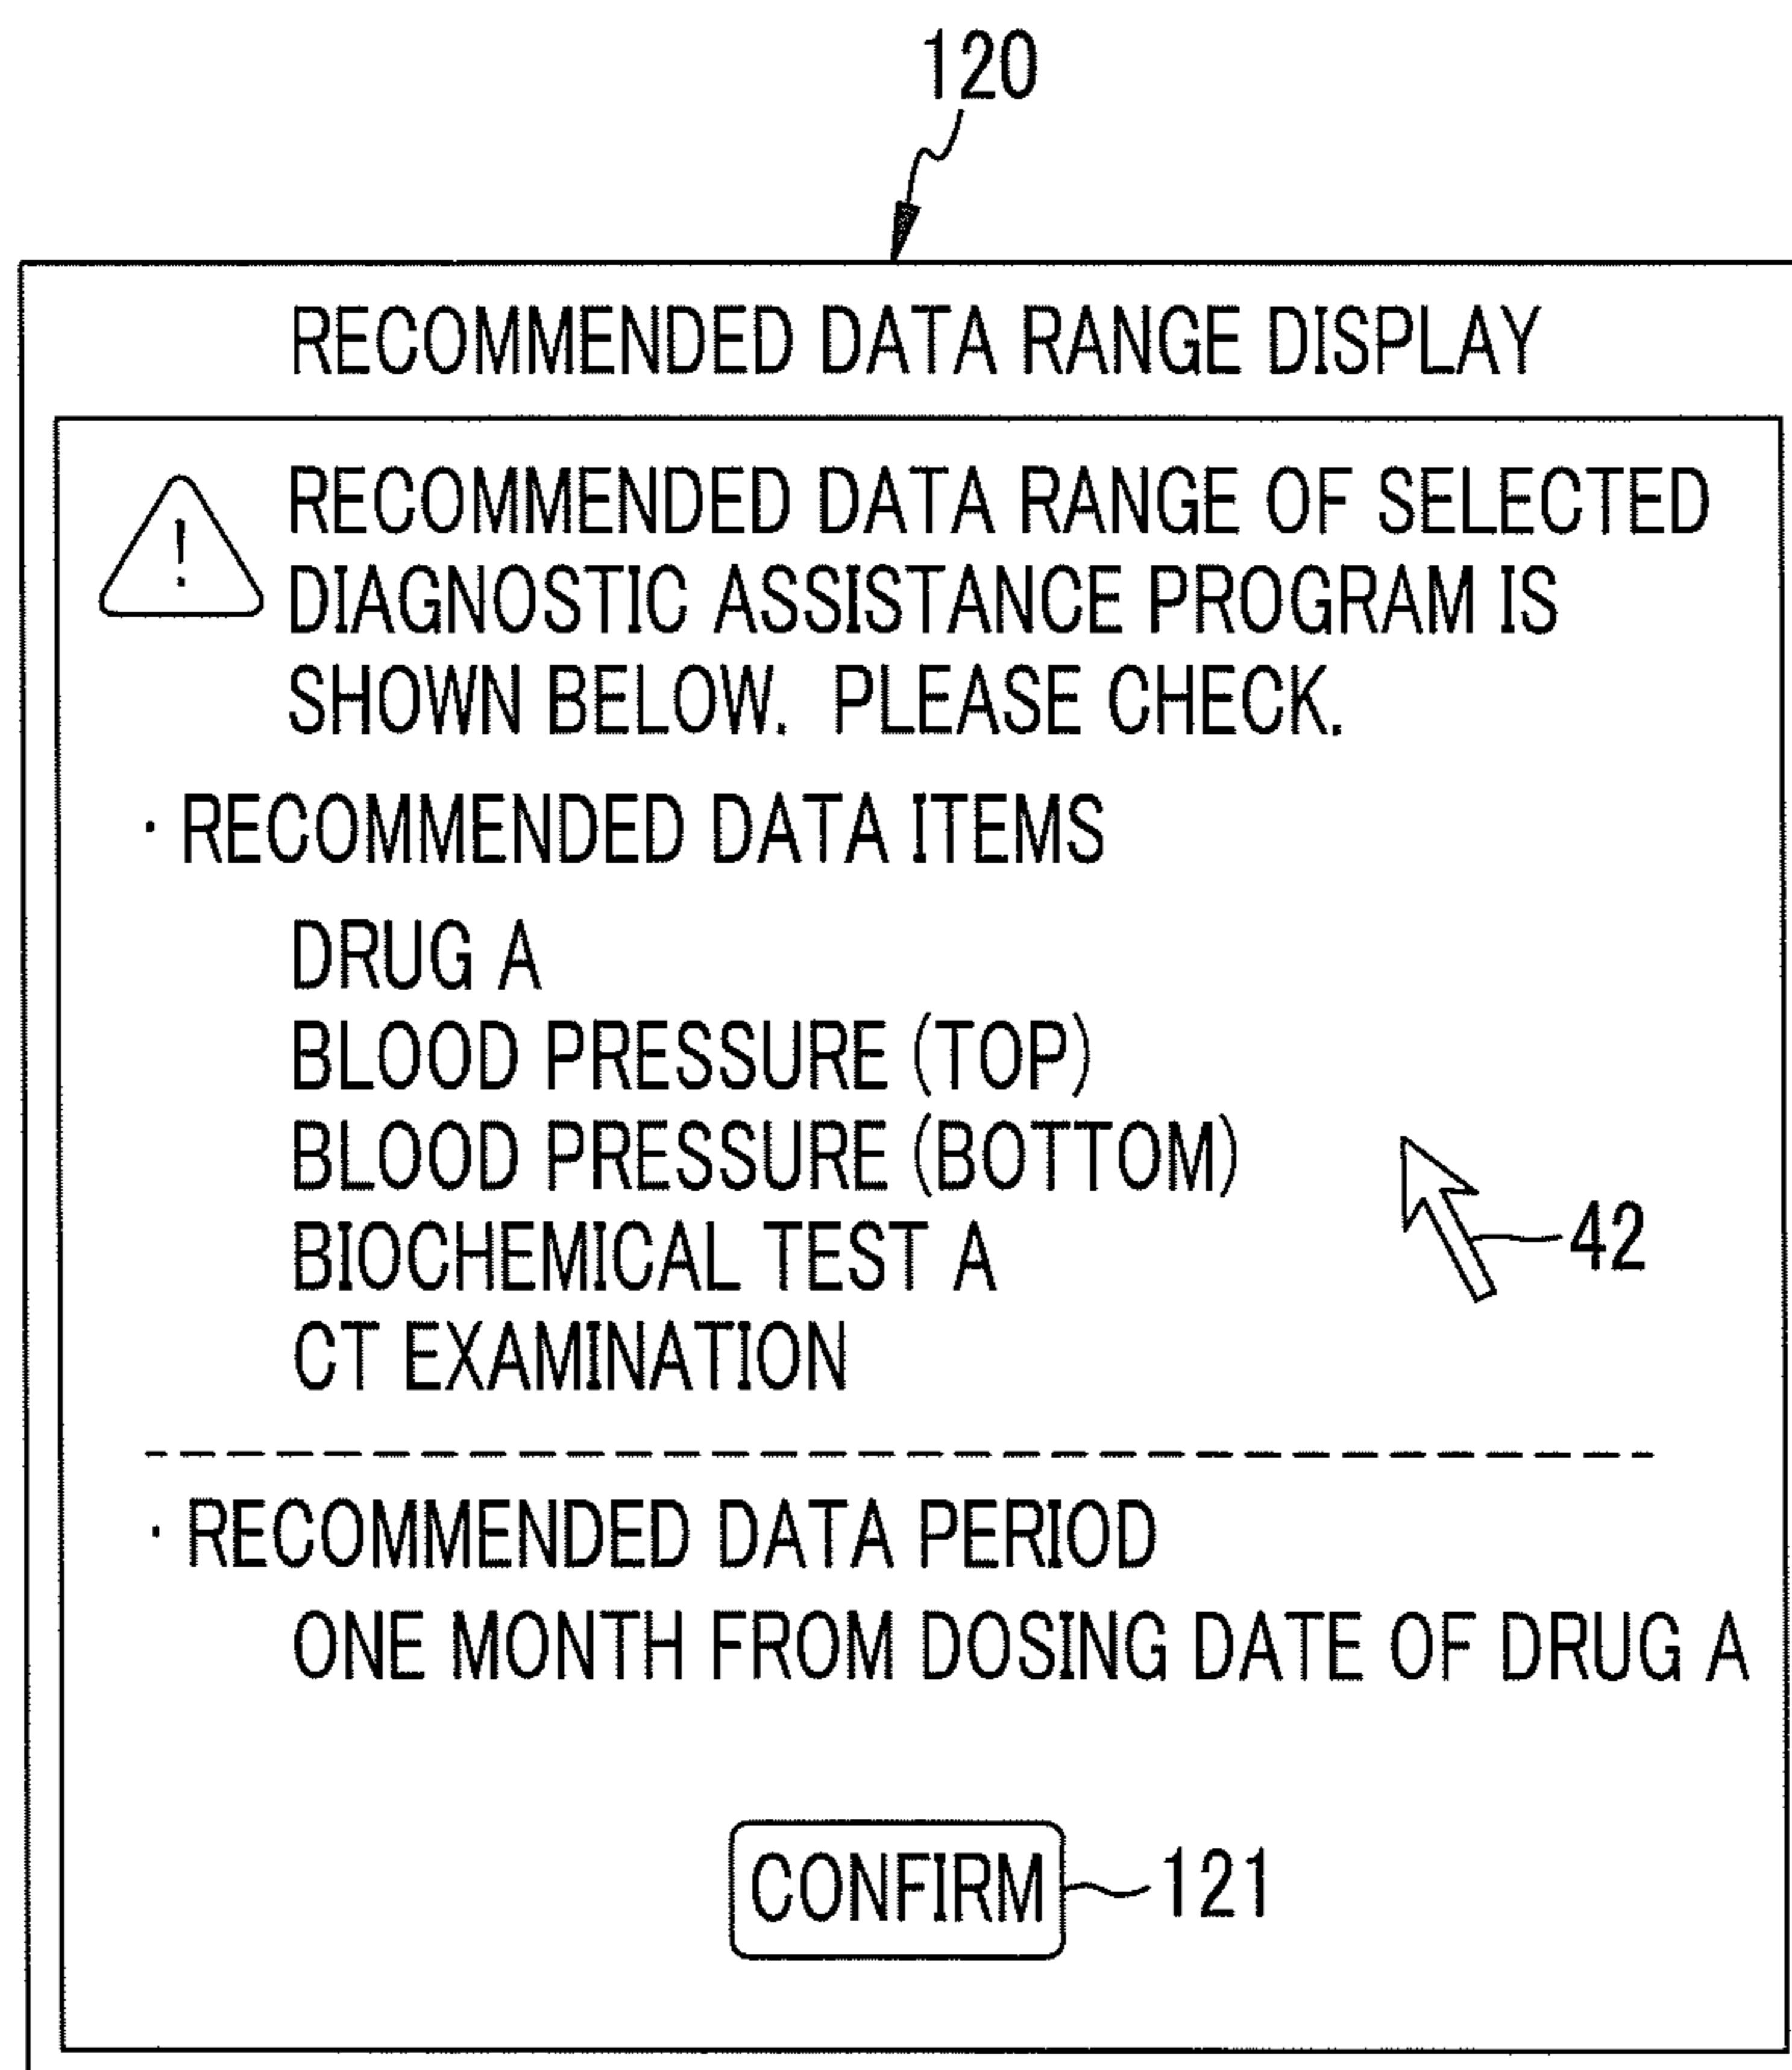 120
RECOMMENDED DATA RANGE DISPLAY
!
RECOMMENDED DATA RANGE OF SELECTED
DIAGNOSTIC ASSISTANCE PROGRAM IS
SHOWN BELOW. PLEASE CHECK.
· RECOMMENDED DATA ITEMS
DRUG A
BLOOD PRESSURE (TOP)
BLOOD PRESSURE (BOTTOM)
BIOCHEMICAL TEST A
42
CT EXAMINATION
· RECOMMENDED DATA PERIOD
ONE MONTH FROM DOSING DATE OF DRUG A
CONFIRM
121